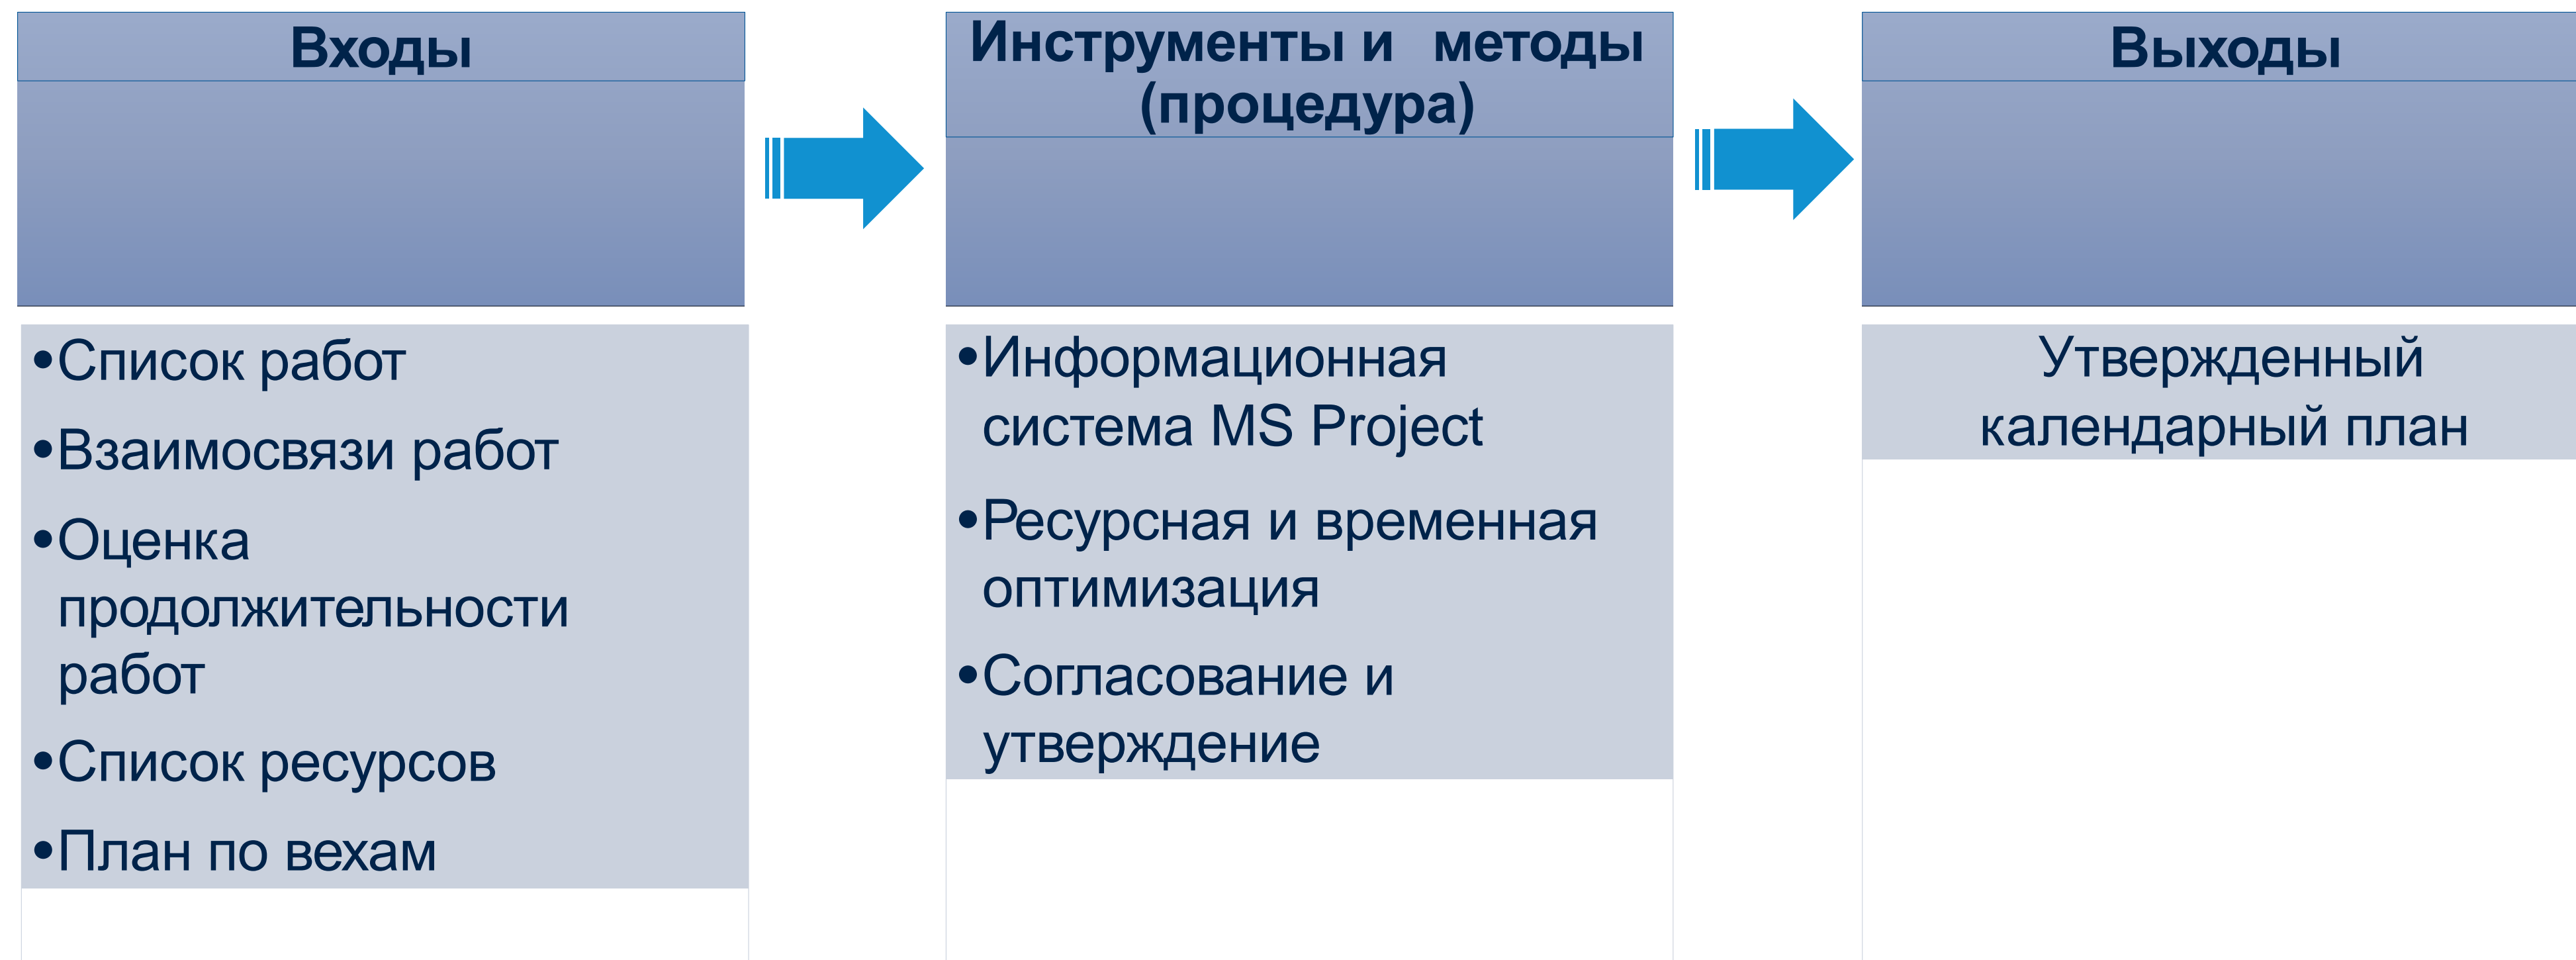 Входы
•Список работ
•Взаимосвязи работ
•Оценка
продолжительности
работ
•Список ресурсов
•План по вехам
Инструменты и методы
(процедура)
•Информационная
система MS Project
•Ресурсная и временная
оптимизация
•Согласование и
утверждение
Выходы
Утвержденный
календарный план